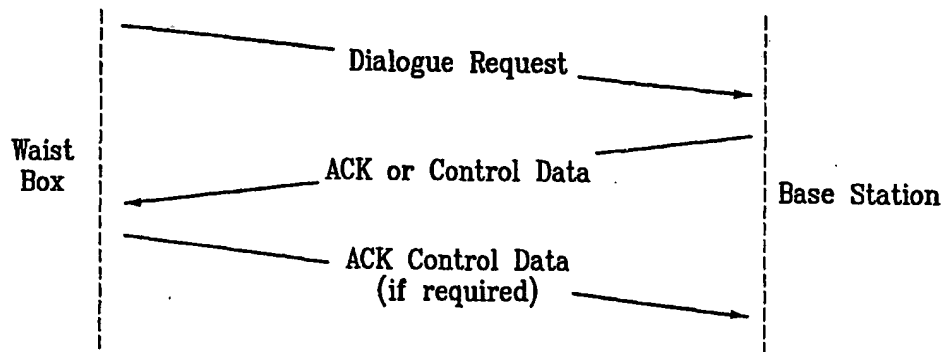 Dialogue Request
Waist
Box
ACK or Control Data
Base Station
ACK Control Data
(if required)